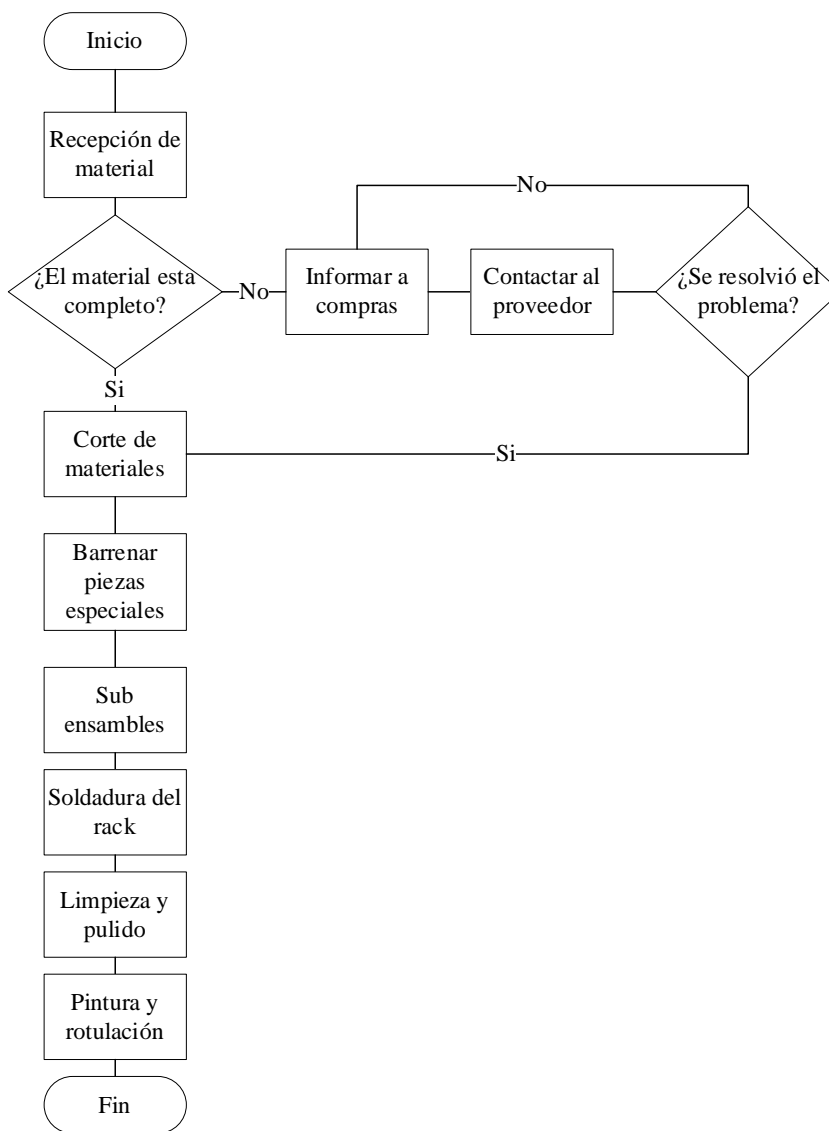 Inicio
Recepción de
material
No
¿El material esta
completo?
No
Informar a
compras
Contactar al
proveedor
¿Se resolvió el
problema?
Si
Corte de
materiales
Si
Barrenar
piezas
especiales
Sub
ensambles
Soldadura del
rack
Limpieza y
pulido
Pintura y
rotulación
Fin